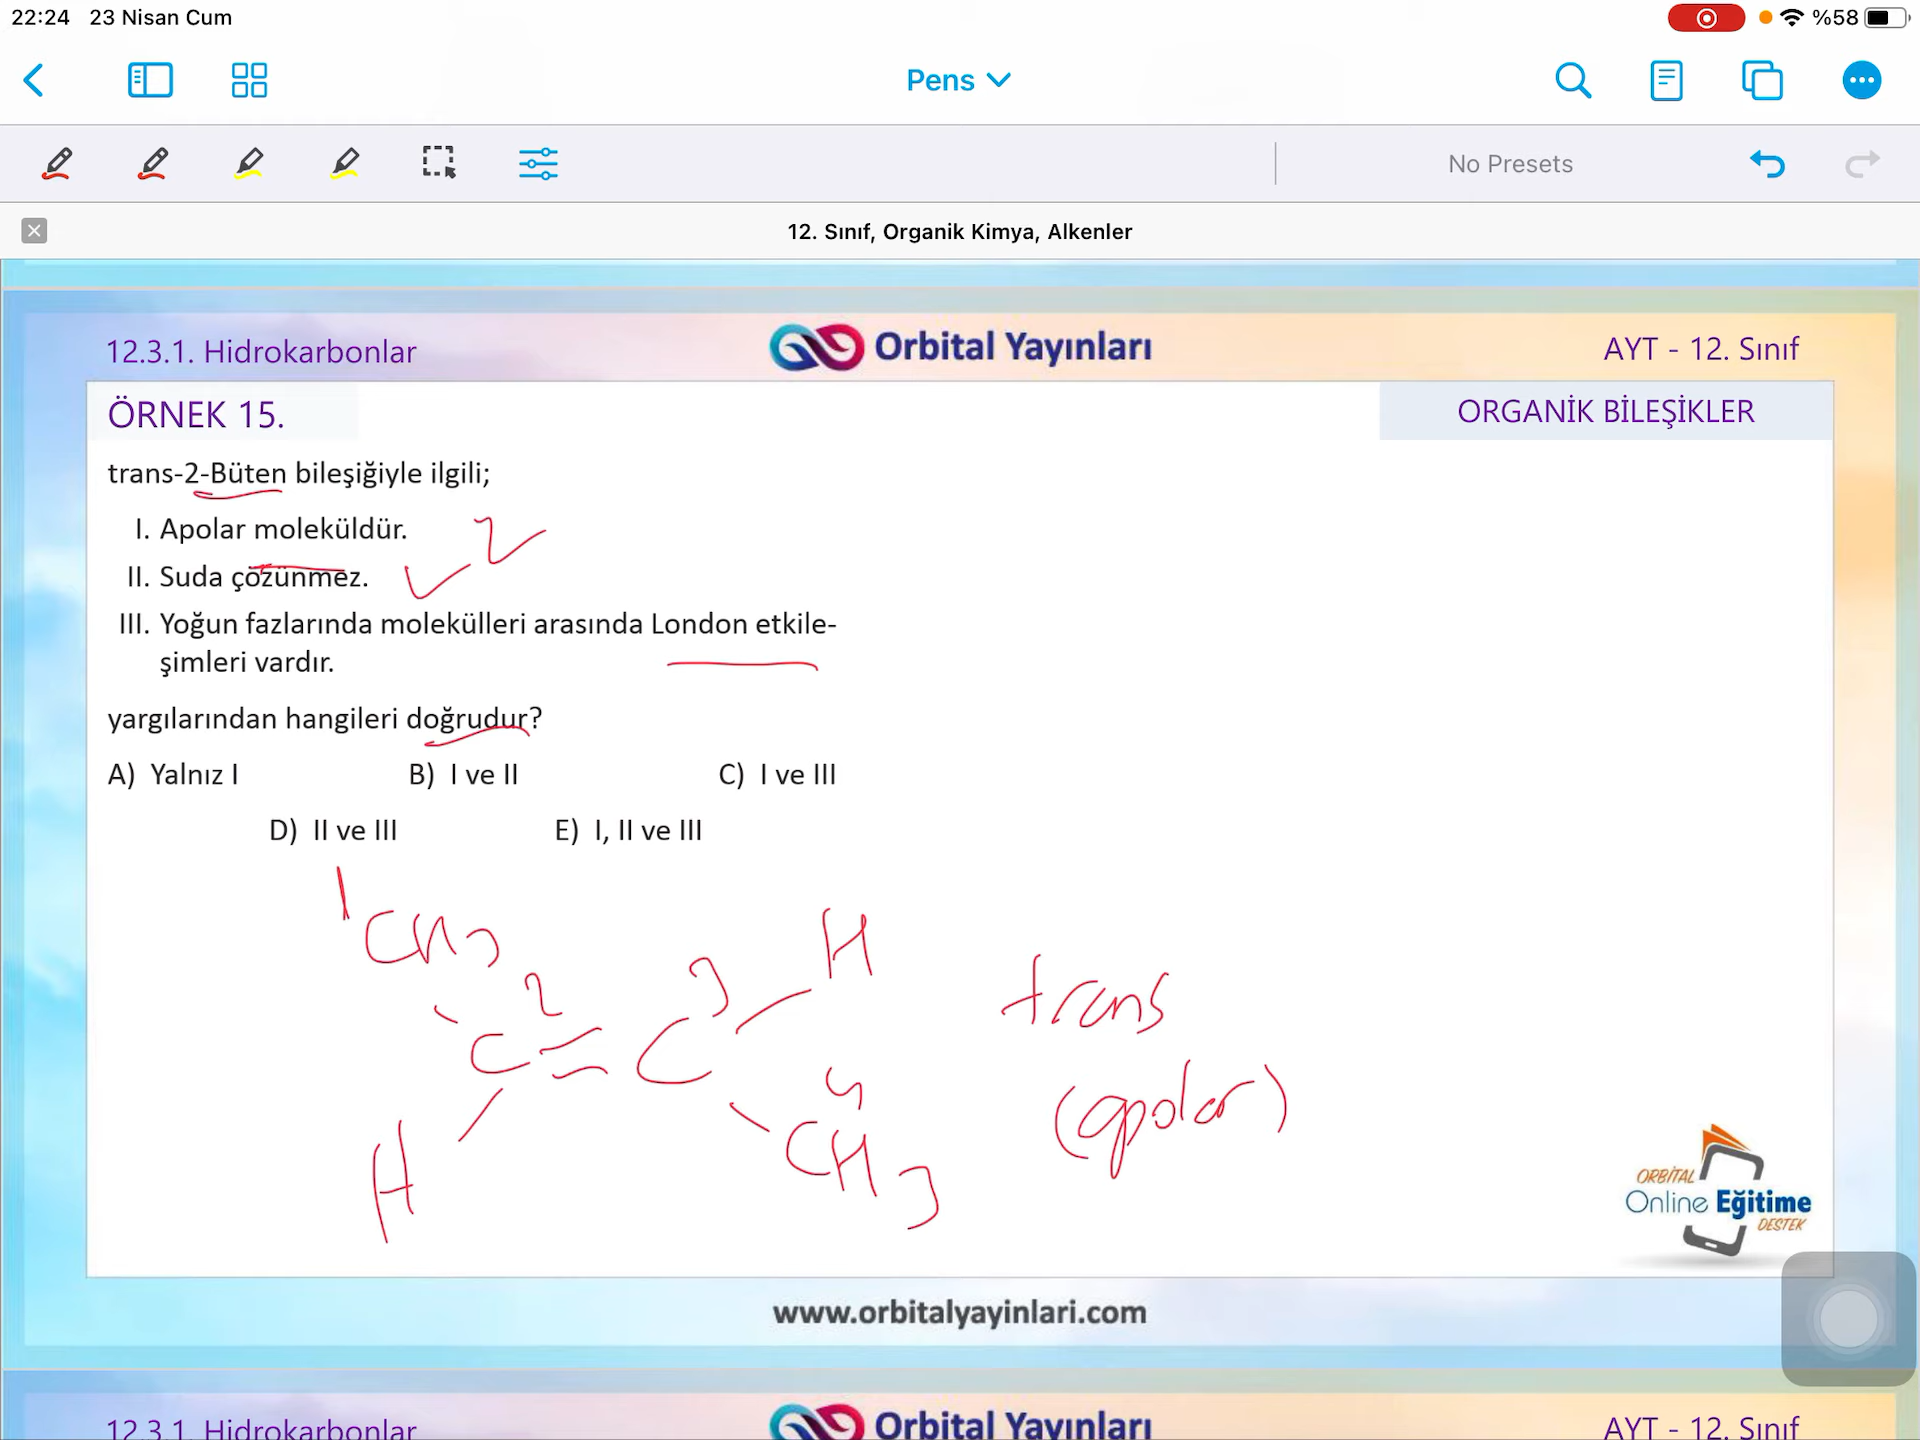 22:24 23 Nisan Cum %58
Pens
No Presets
12. Sınıf, Organik Kimya, Alkenler
12.3.1. Hidrokarbonlar Orbital Yayınları AYT - 12. Sınıf
ÖRNEK 15. ORGANİK BİLEŞİKLER
trans-2-Büten bileşiğiyle ilgili;
I. Apolar moleküldür.
II. Suda çözünmez.
III. Yoğun fazlarında molekülleri arasında London etkile-
şimleri vardır.
yargılarından hangileri doğrudur?
A) Yalnız I B) I ve II C) I ve III
D) II ve III E) I, II ve III
1
CH3 H
2 3
C = C trans
4
H CH3 (apolar)
ORBİTAL
Online Eğitime
DESTEK
www.orbitalyayinlari.com
12.3.1. Hidrokarbonlar Orbital Yayınları AYT - 12. Sınıf